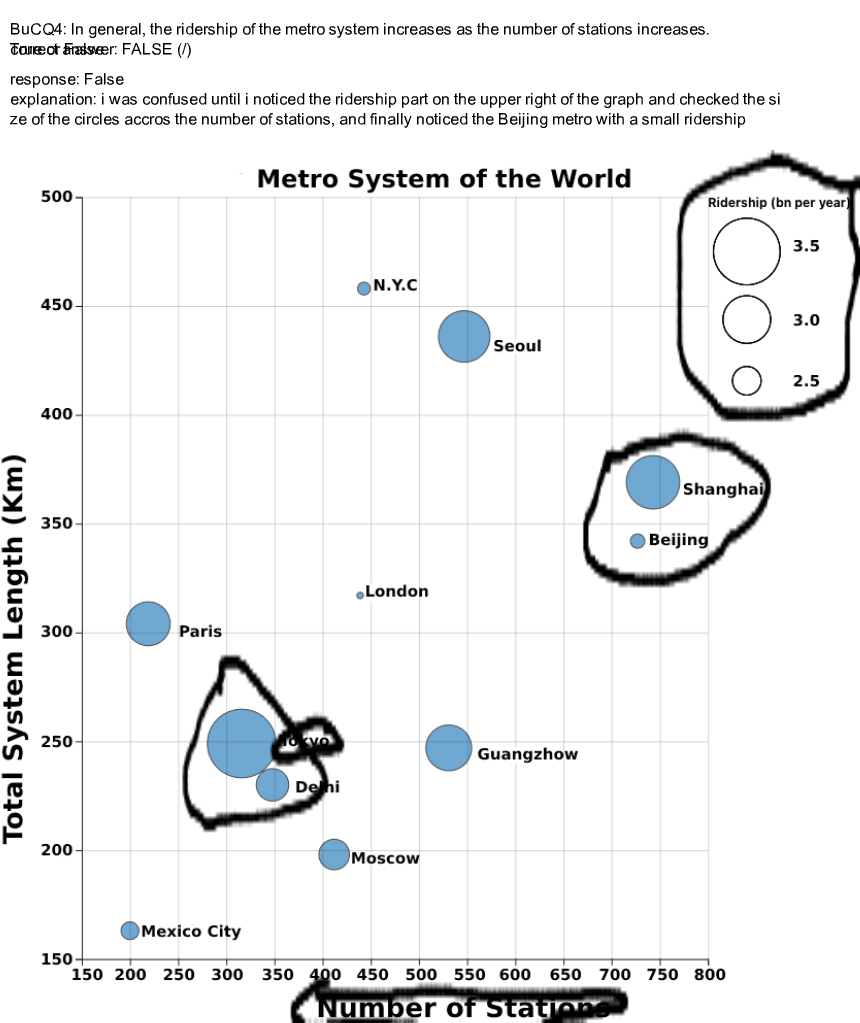 BuCQ4: In general, the ridership of the metro system increases as the number of stations increases.
True or False
correct answer: FALSE (/)
response: False
explanation: i was confused until i noticed the ridership part on the upper right of the graph and checked the si
ze of the circles accros the number of stations, and finally noticed the Beijing metro with a small ridership
Metro System of the World
500
Ridership (bn per year)
3.5
N.Y.C
450
3.0
Seoul
2.5
400
Shanghai
350
Beijing
London
300
Paris
250
Tokyo
Guangzhow
Delhi
200
Moscow
Mexico City
150
Total System Length (Km)
150 200 250 300 350 400 450 500 550 600 650 700 750 800
Number of Stations